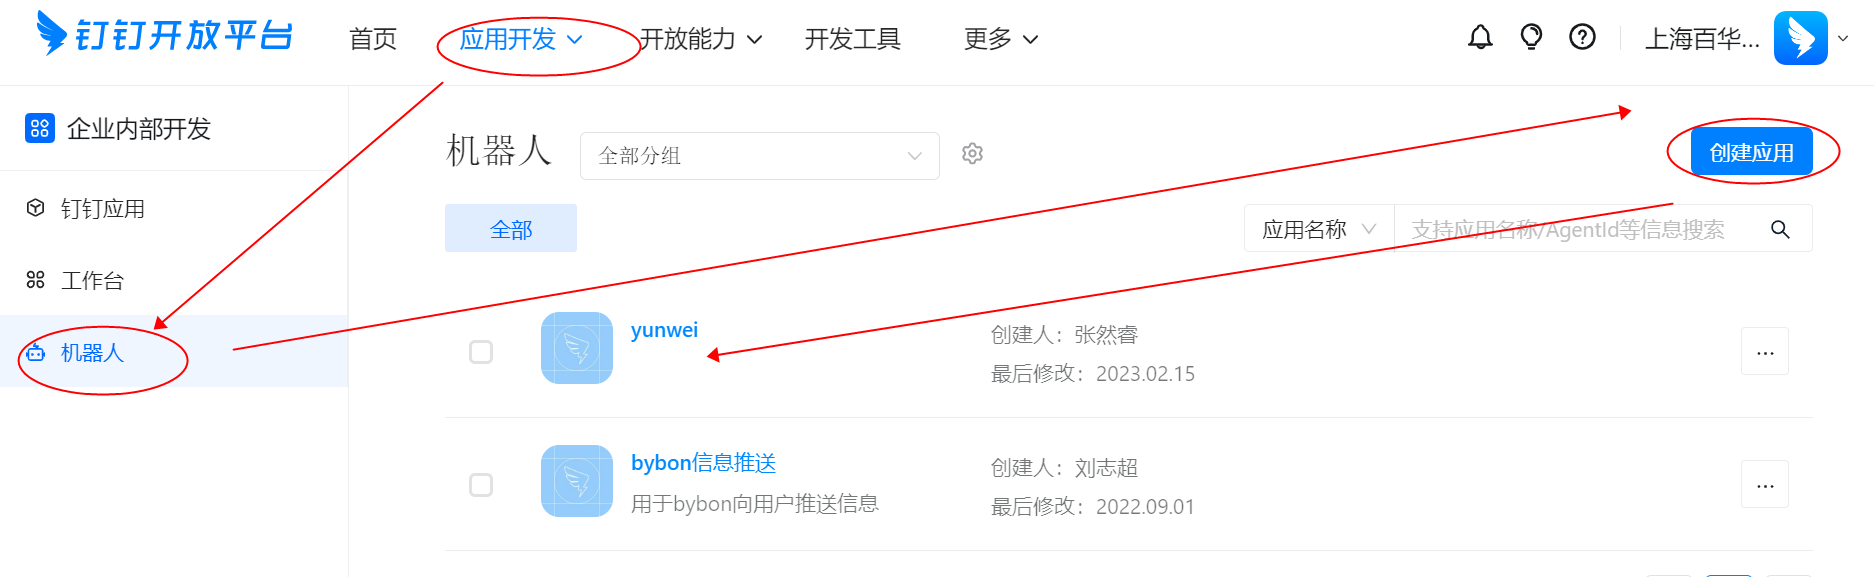 钉钉开放平台 首页 应用开发 开放能力 开发工具 更多 上海百华...
企业内部开发
钉钉应用
工作台
机器人
机器人 全部分组 创建应用
全部 应用名称 支持应用名称/AgentId等信息搜索
yunwei
创建人：张然睿
最后修改：2023.02.15
...
bybon信息推送
用于bybon向用户推送信息
创建人：刘志超
最后修改：2022.09.01
...